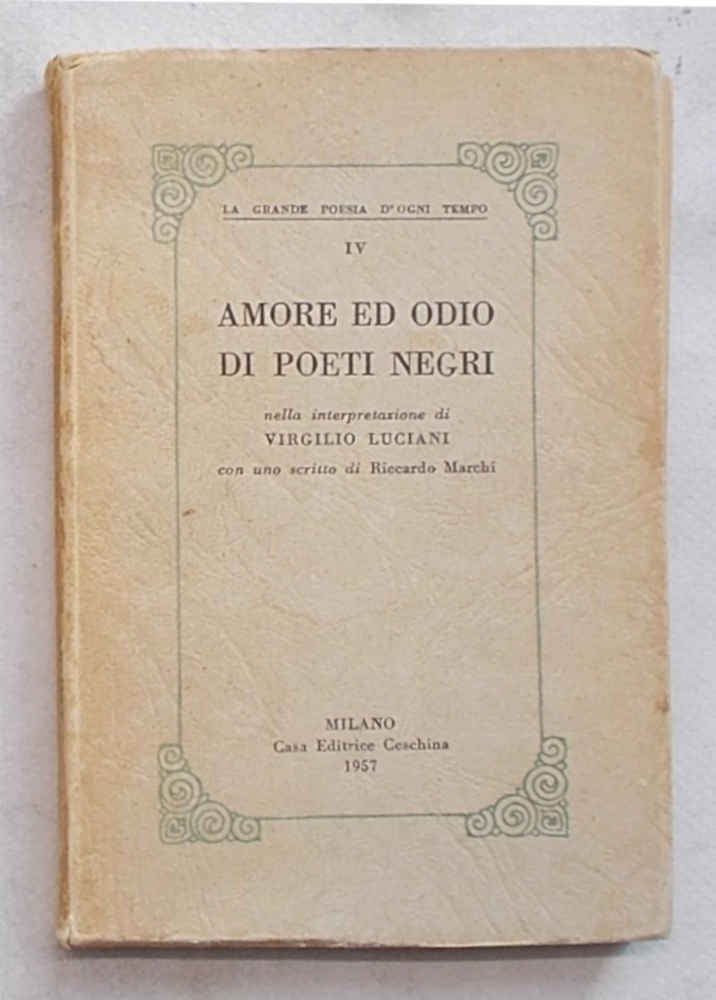 LA GRANDE POESIA D'OGNI TEMPO
IV
AMORE ED ODIO
DI POETI NEGRI
nella interpretazione di
VIRGILIO LUCIANI
con uno scritto di Riccardo Marchi
MILANO
Casa Editrice Ceschina
1957